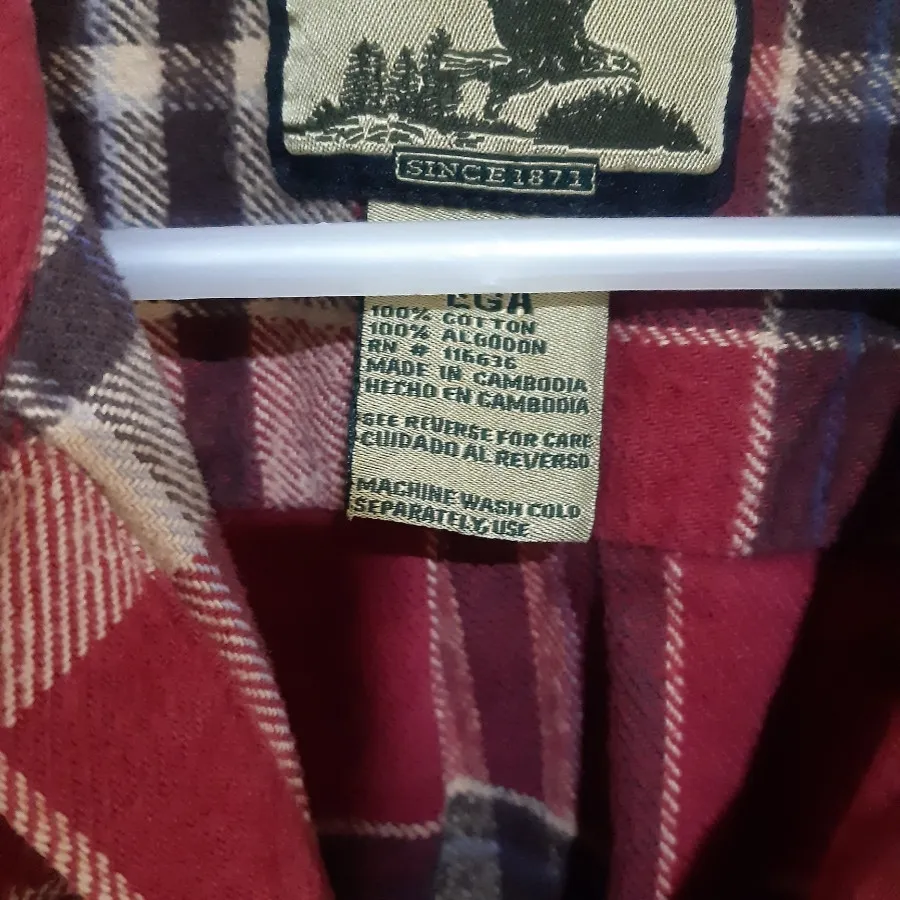 SINCE 1871
EGA
100% COTTON
100% ALGODON
RN # 116636
MADE IN CAMBODIA
HECHO EN CAMBODIA
SEE REVERSE FOR CARE
CUIDADO AL REVERSO
MACHINE WASH COLD
SEPARATELY, USE